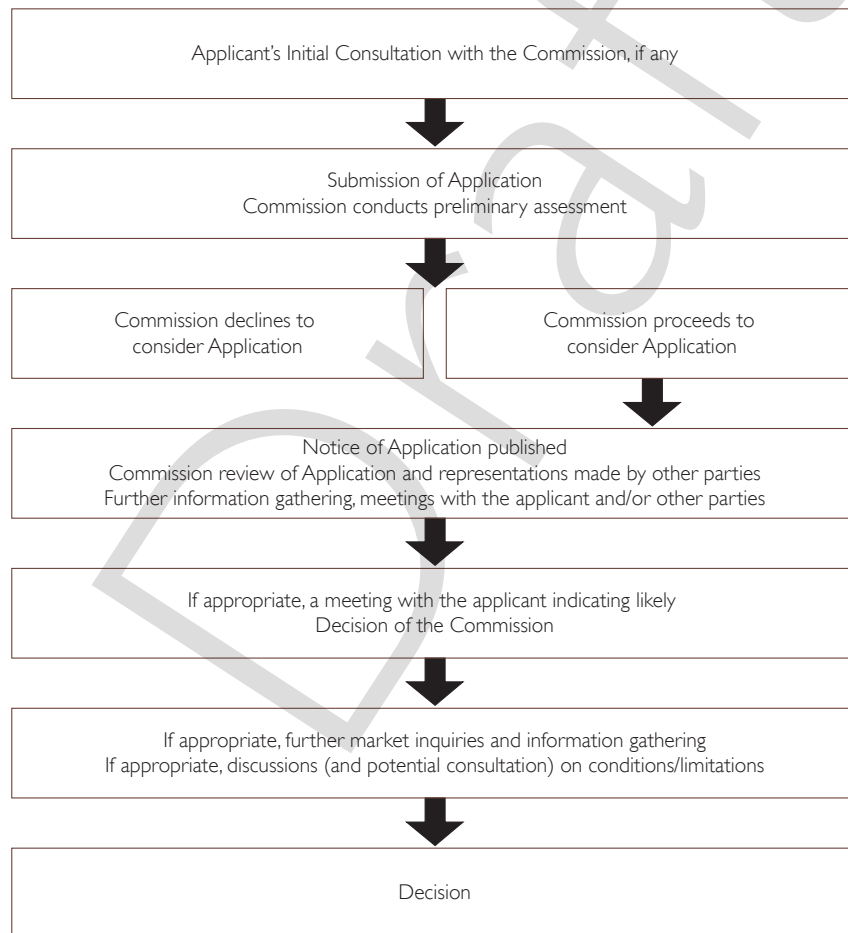 Applicant’s Initial Consultation with the Commission, if any
Submission of Application
Commission conducts preliminary assessment
Commission declines to
consider Application
Commission proceeds to
consider Application
Notice of Application published
Commission review of Application and representations made by other parties
Further information gathering, meetings with the applicant and/or other parties
If appropriate, a meeting with the applicant indicating likely
Decision of the Commission
If appropriate, further market inquiries and information gathering
If appropriate, discussions (and potential consultation) on conditions/limitations
Decision
Draft